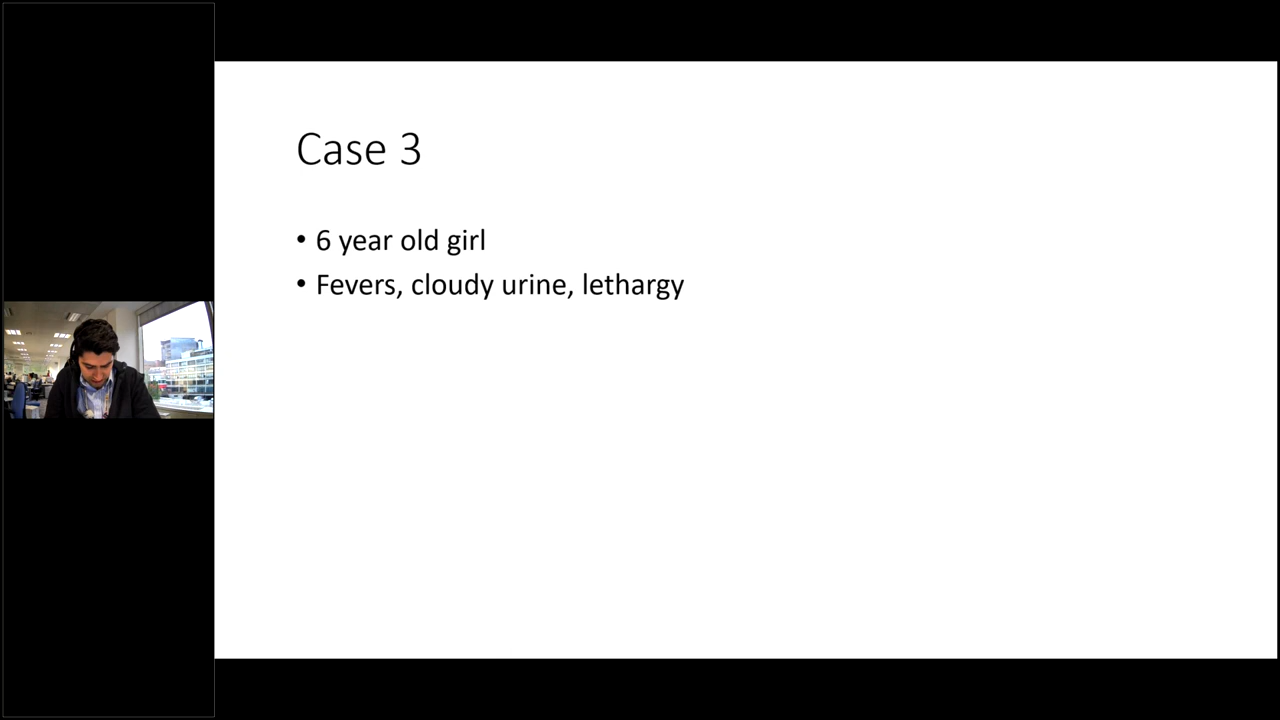 Case 3
• 6 year old girl
• Fevers, cloudy urine, lethargy